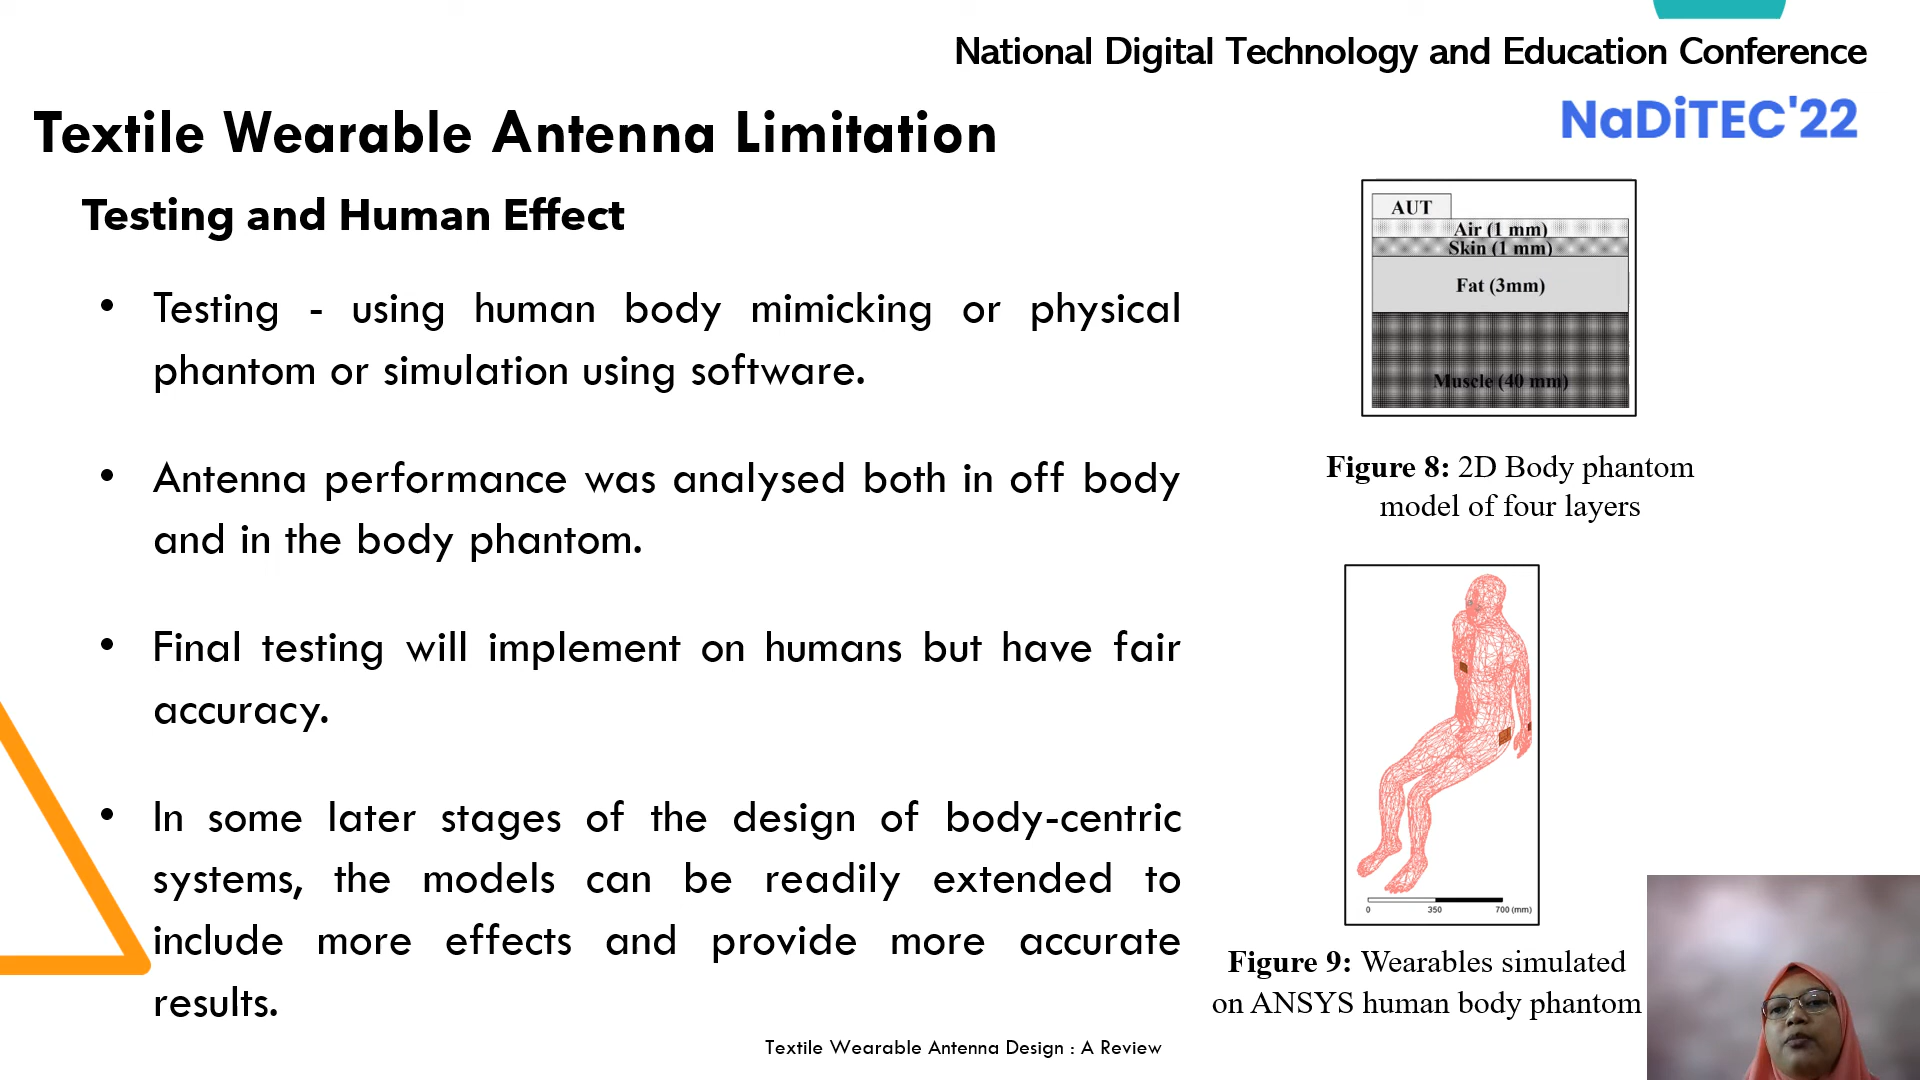 National Digital Technology and Education Conference
NaDiTEC'22
Textile Wearable Antenna Limitation
Testing and Human Effect
• Testing - using human body mimicking or physical
phantom or simulation using software.
• Antenna performance was analysed both in off body
and in the body phantom.
• Final testing will implement on humans but have fair
accuracy.
• In some later stages of the design of body-centric
systems, the models can be readily extended to
include more effects and provide more accurate
results.
AUT
Air (1 mm)
Skin (1 mm)
Fat (3mm)
Muscle (40 mm)
Figure 8: 2D Body phantom
model of four layers
0 350 700 (mm)
Figure 9: Wearables simulated
on ANSYS human body phantom
Textile Wearable Antenna Design : A Review